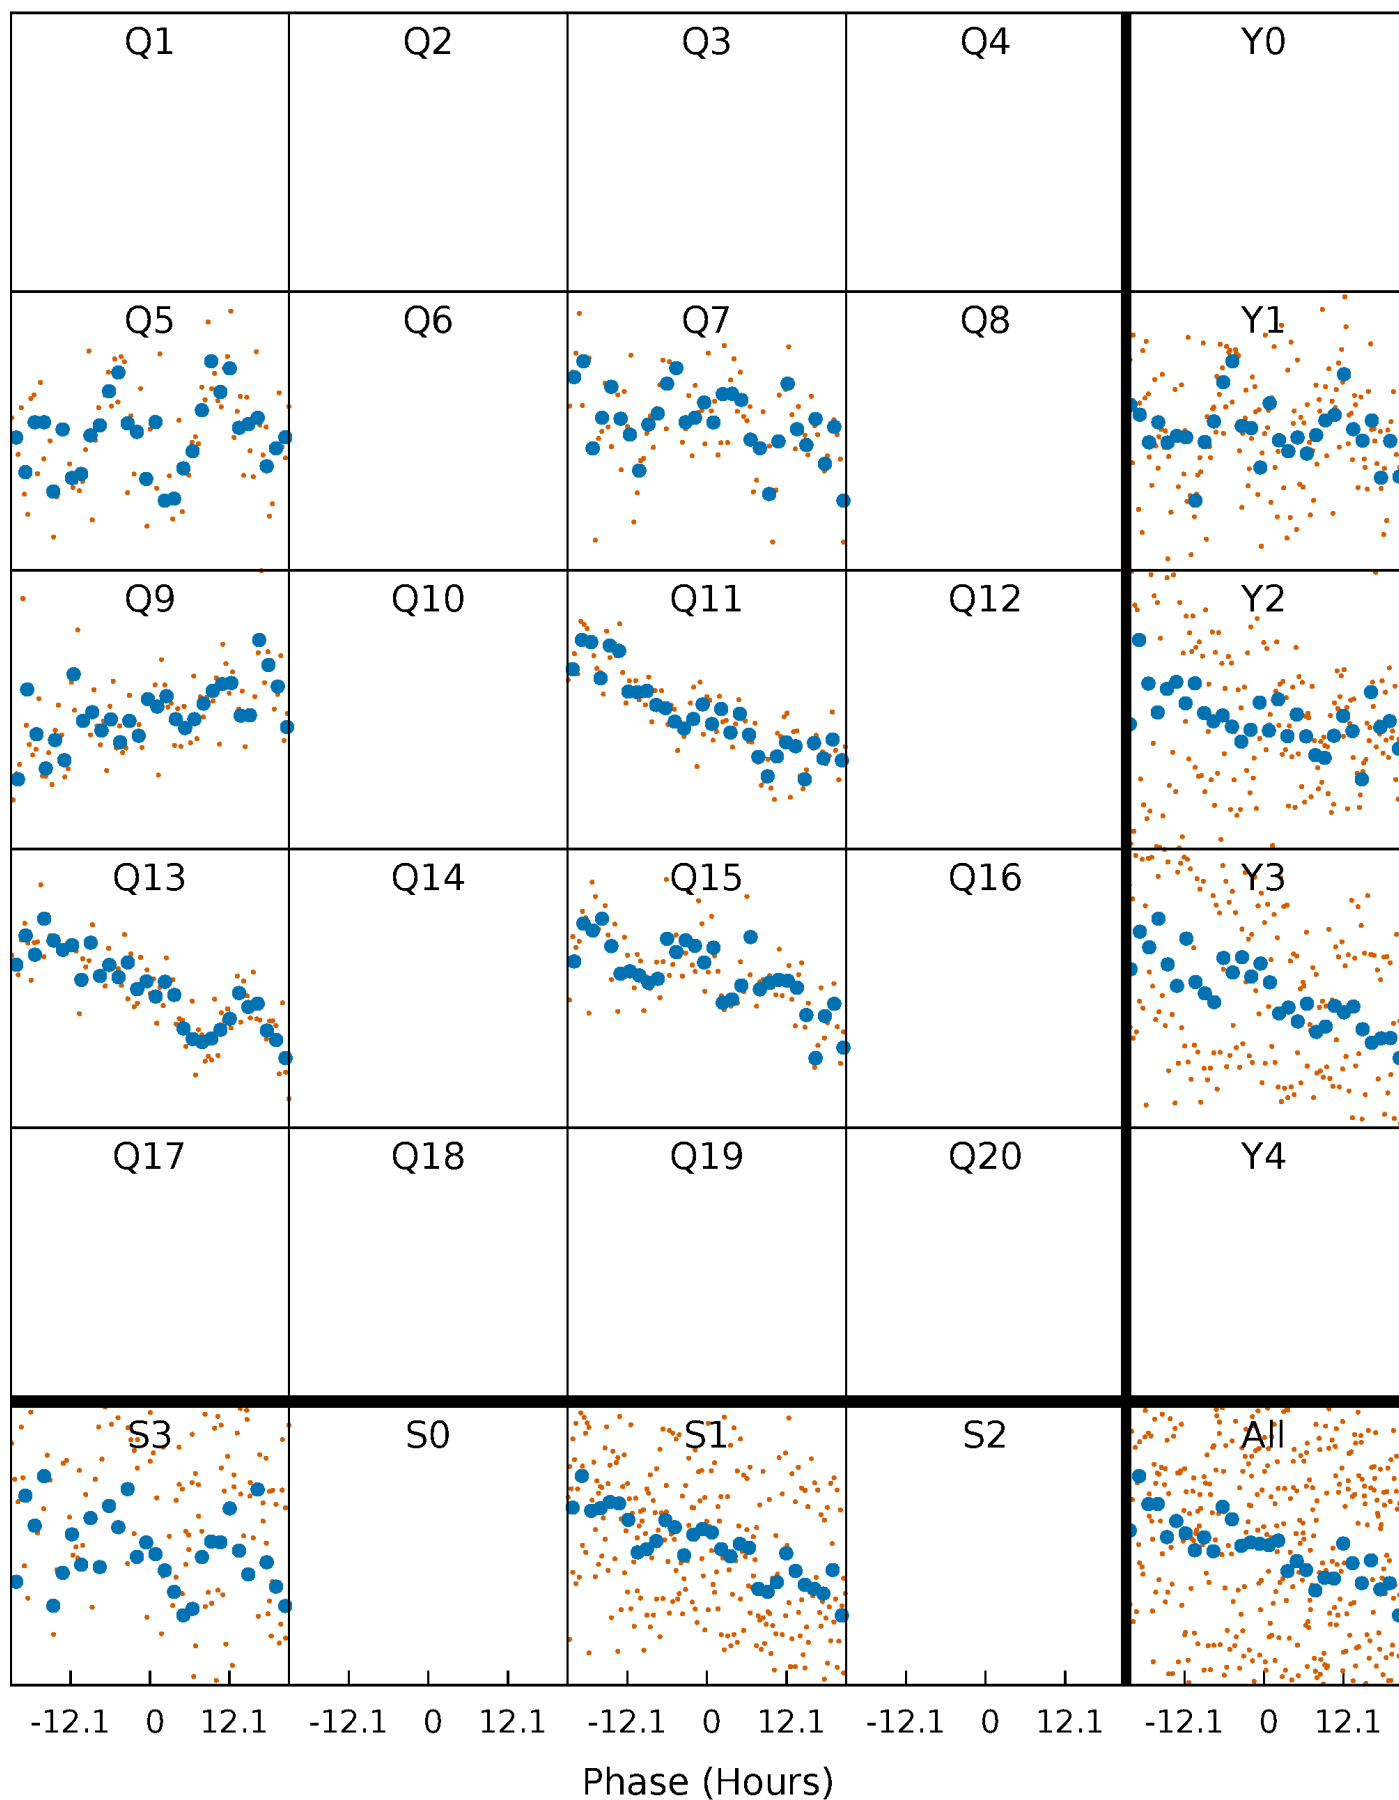 Q1 Q2 Q3 Q4 Y0
Q5 Q6 Q7 Q8 Y1
Q9 Q10 Q11 Q12 Y2
Q13 Q14 Q15 Q16 Y3
Q17 Q18 Q19 Q20 Y4
S3 S0 S1 S2 All
-12.1 0 12.1 -12.1 0 12.1 -12.1 0 12.1 -12.1 0 12.1 -12.1 0 12.1
Phase (Hours)